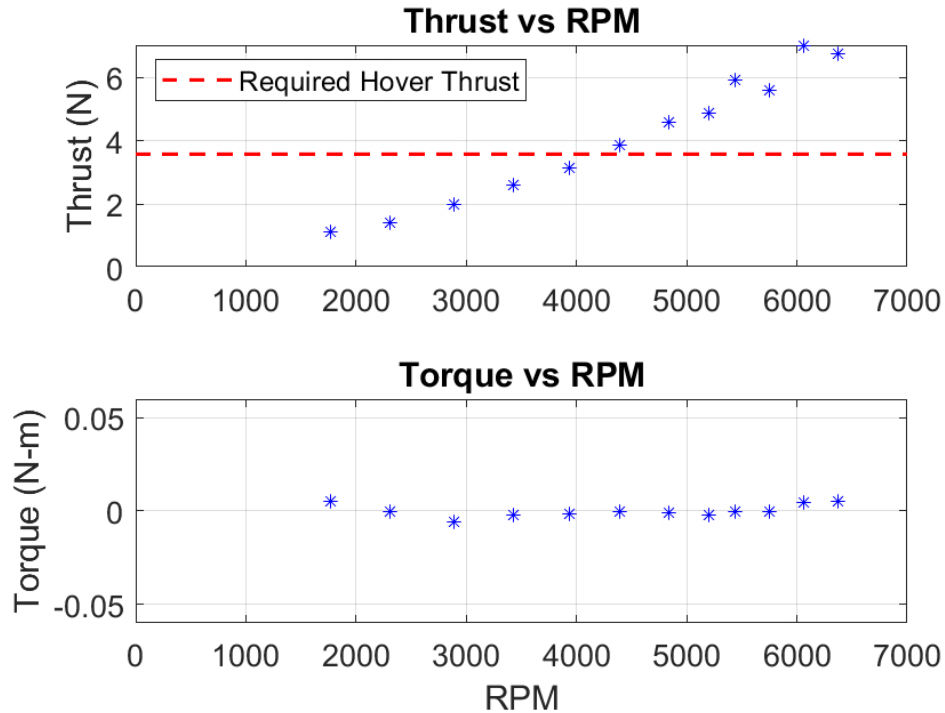 Thrust vs RPM
Required Hover Thrust
Thrust (N)
6
4
2
0
0 1000 2000 3000 4000 5000 6000 7000
Torque vs RPM
Torque (N-m)
0.05
0
-0.05
0 1000 2000 3000 4000 5000 6000 7000
RPM